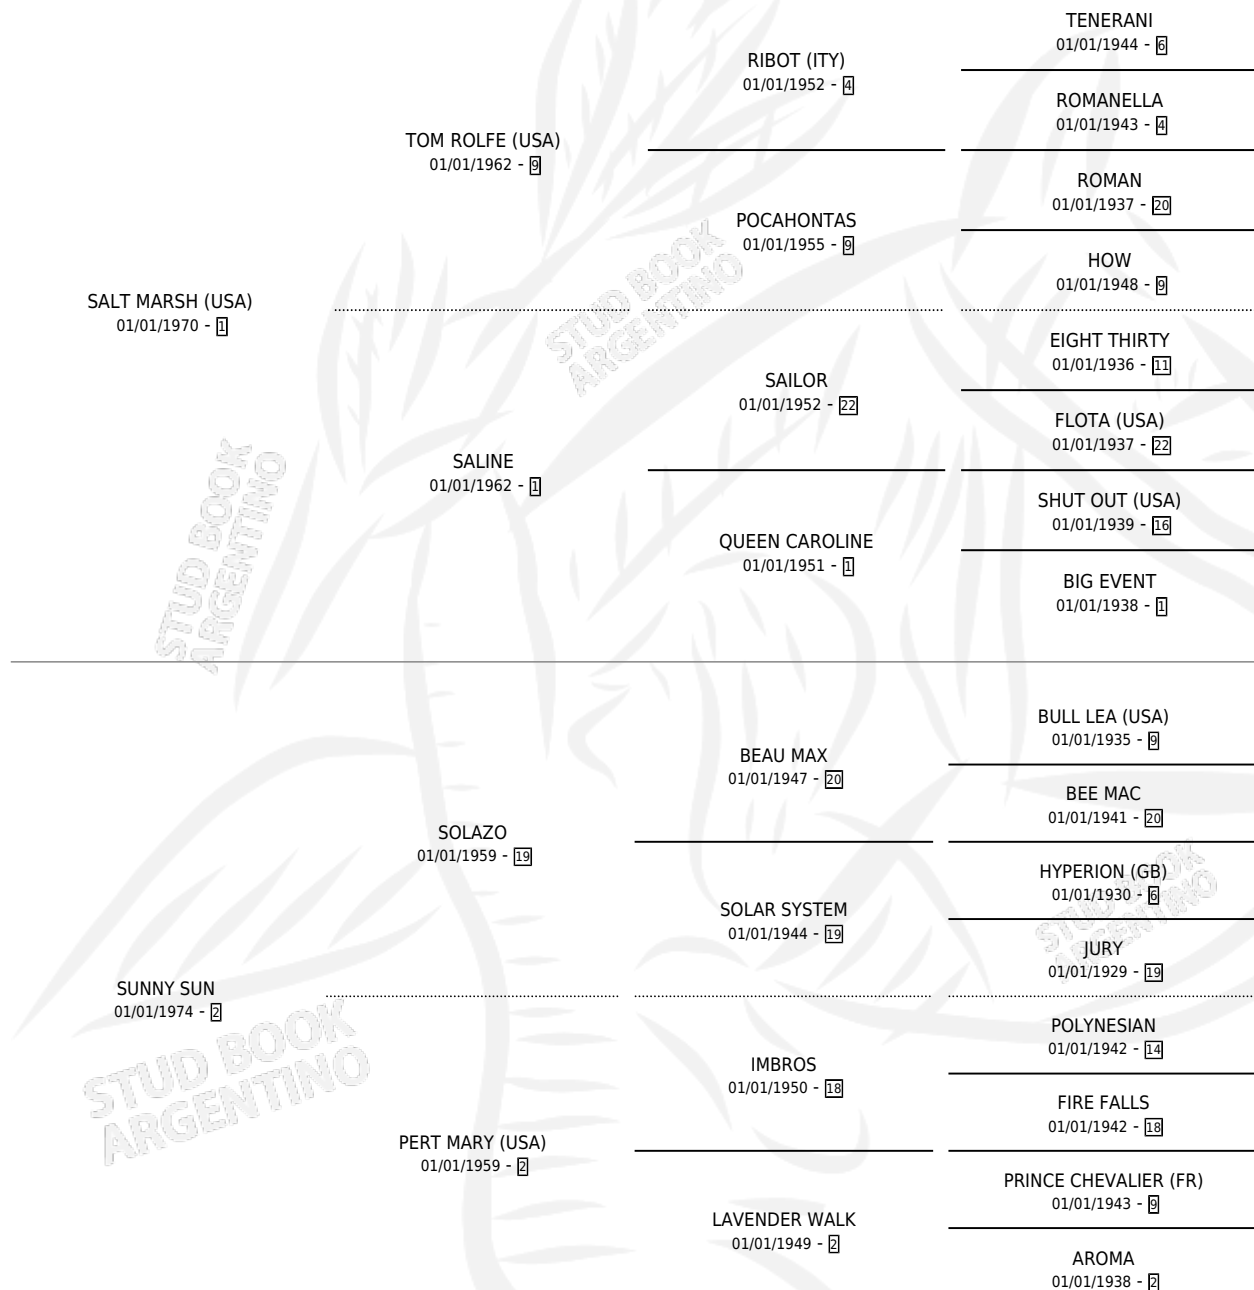 TENERANI
01/01/1944 - 6
RIBOT (ITY)
01/01/1952 - 4
ROMANELLA
01/01/1943 - 4
TOM ROLFE (USA)
01/01/1962 - 9
ROMAN
01/01/1937 - 20
POCAHONTAS
01/01/1955 - 9
HOW
01/01/1948 - 9
SALT MARSH (USA)
01/01/1970 - 1
EIGHT THIRTY
01/01/1936 - 11
SAILOR
01/01/1952 - 22
FLOTA (USA)
01/01/1937 - 22
SALINE
01/01/1962 - 1
SHUT OUT (USA)
01/01/1939 - 16
QUEEN CAROLINE
01/01/1951 - 1
BIG EVENT
01/01/1938 - 1
STUD BOOK
ARGENTINO
STUD BOOK
ARGENTINO
BULL LEA (USA)
01/01/1935 - 9
BEAU MAX
01/01/1947 - 20
BEE MAC
01/01/1941 - 20
SOLAZO
01/01/1959 - 19
HYPERION (GB)
01/01/1930 - 6
SOLAR SYSTEM
01/01/1944 - 19
JURY
01/01/1929 - 19
SUNNY SUN
01/01/1974 - 2
POLYNESIAN
01/01/1942 - 14
IMBROS
01/01/1950 - 18
FIRE FALLS
01/01/1942 - 18
PERT MARY (USA)
01/01/1959 - 2
PRINCE CHEVALIER (FR)
01/01/1943 - 9
LAVENDER WALK
01/01/1949 - 2
AROMA
01/01/1938 - 2
STUD BOOK
ARGENTINO
STUD BOOK
ARGENTINO